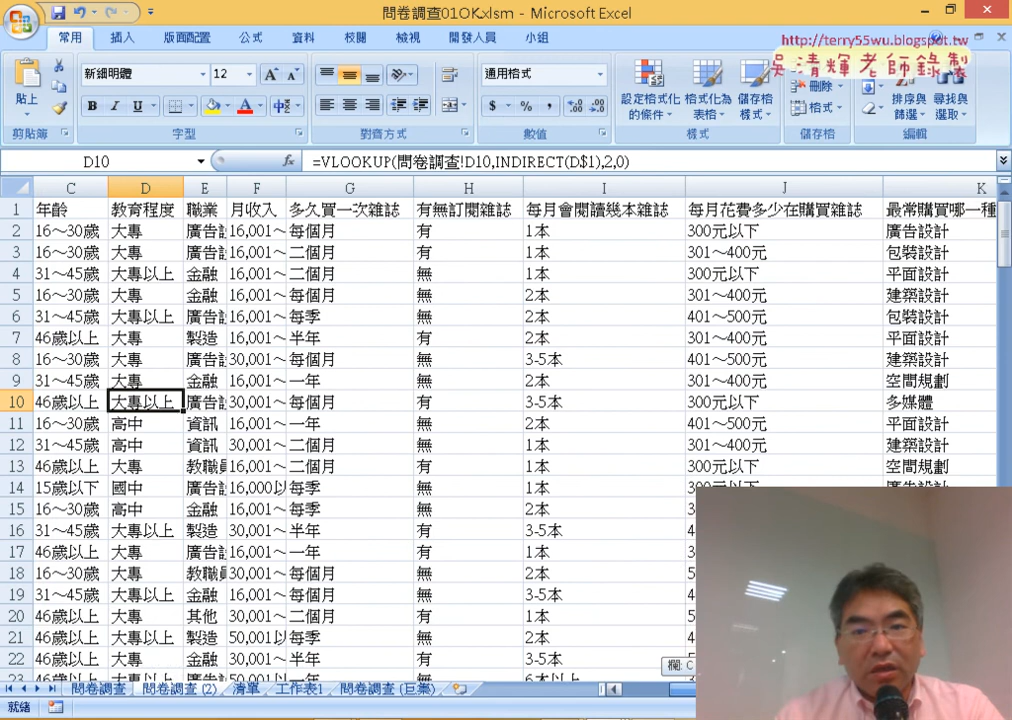 問卷調查01OK.xlsm - Microsoft Excel
常用 插入 版面配置 公式 資料 校閱 檢視 開發人員 小組
http://terry55wu.blogspot.tw
吳清輝老師錄製
貼上 新細明體 12 通用格式 設定格式化的條件 格式化為表格 儲存格樣式 刪除 格式 排序與篩選 尋找與選取
剪貼簿 字型 對齊方式 數值 樣式 儲存格 編輯
D10 fx =VLOOKUP(問卷調查!D10,INDIRECT(D$1),2,0)
C D E F G H I J K
1 年齡 教育程度 職業 月收入 多久買一次雜誌 有無訂閱雜誌 每月會閱讀幾本雜誌 每月花費多少在購買雜誌 最常購買哪一種
2 16～30歲 大專 廣告設 16,001～ 每個月 有 1本 300元以下 廣告設計
3 16～30歲 大專 廣告設 16,001～ 二個月 有 1本 301～400元 包裝設計
4 31～45歲 大專以上 金融 16,001～ 二個月 無 1本 300元以下 平面設計
5 16～30歲 大專 金融 16,001～ 每個月 無 2本 301～400元 建築設計
6 31～45歲 大專以上 廣告設 16,001～ 每季 無 2本 401～500元 包裝設計
7 46歲以上 大專 製造 16,001～ 半年 有 2本 301～400元 平面設計
8 16～30歲 大專 廣告設 30,001～ 每個月 無 3-5本 401～500元 建築設計
9 31～45歲 大專 金融 16,001～ 一年 無 2本 301～400元 空間規劃
10 46歲以上 大專以上 廣告設 30,001～ 每個月 有 3-5本 300元以下 多媒體
11 16～30歲 高中 資訊 16,001～ 一年 無 2本 401～500元 平面設計
12 31～45歲 高中 資訊 30,001～ 二個月 有 1本 301～400元 建築設計
13 46歲以上 大專 教職員 16,001～ 二個月 有 1本 300元以下 空間規劃
14 15歲以下 國中 廣告設 16,000以 每季 無 1本 300元以下 廣告設計
15 16～30歲 高中 金融 16,001～ 每季 無 2本 3
16 31～45歲 大專以上 製造 30,001～ 半年 有 3-5本 4
17 46歲以上 大專 廣告設 16,001～ 一年 有 1本 3
18 16～30歲 大專 教職員 30,001～ 每個月 無 2本 5
19 31～45歲 大專以上 金融 16,001～ 每個月 無 3-5本 4
20 46歲以上 大專 其他 30,001～ 二個月 有 1本 5
21 46歲以上 大專以上 製造 50,001以 每季 無 2本 4
22 46歲以上 大專 金融 30,001～ 半年 有 3-5本
欄: C
問卷調查 問卷調查 (2) 清單 工作表1 問卷調查 (巨集)
就緒